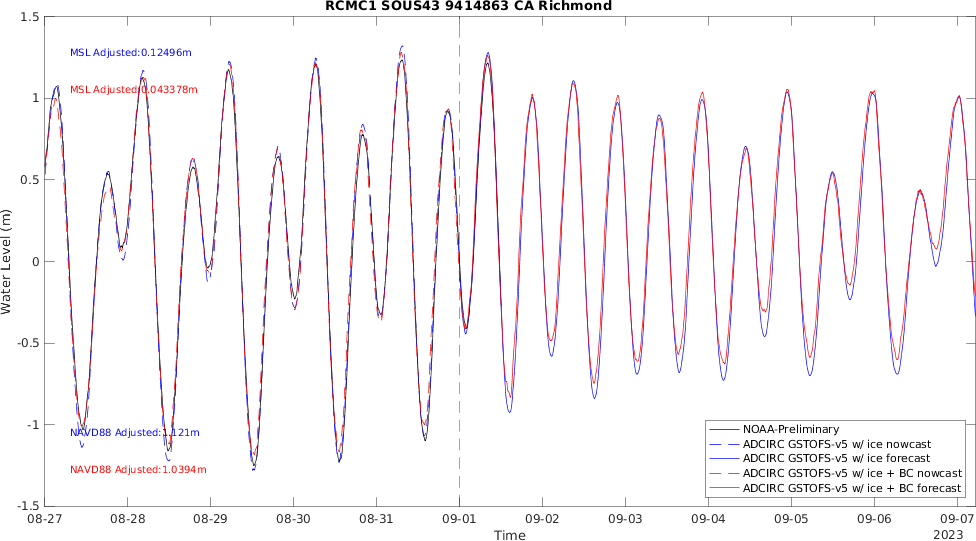 RCMC1 SOUS43 9414863 CA Richmond
1.5
MSL Adjusted:0.12496m
MSL Adjusted:0.043378m
1
0.5
Water Level (m)
0
-0.5
-1
NAVD88 Adjusted:1.121m
NAVD88 Adjusted:1.0394m
-1.5
NOAA-Preliminary
ADCIRC GSTOFS-v5 w/ ice nowcast
ADCIRC GSTOFS-v5 w/ ice forecast
ADCIRC GSTOFS-v5 w/ ice + BC nowcast
ADCIRC GSTOFS-v5 w/ ice + BC forecast
08-27 08-28 08-29 08-30 08-31 09-01 09-02 09-03 09-04 09-05 09-06 09-07
Time
2023